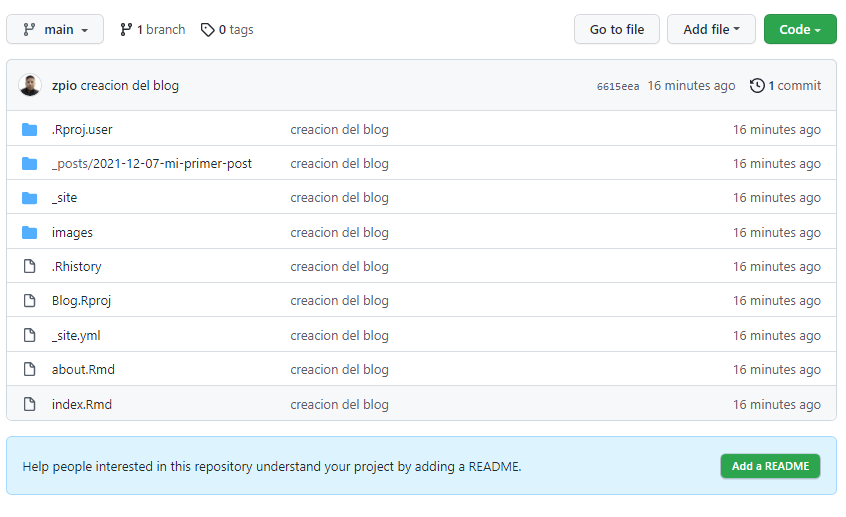 main 1 branch 0 tags Go to file Add file Code
zpio creacion del blog 6615eea 16 minutes ago 1 commit
.Rproj.user creacion del blog 16 minutes ago
_posts/2021-12-07-mi-primer-post creacion del blog 16 minutes ago
_site creacion del blog 16 minutes ago
images creacion del blog 16 minutes ago
.Rhistory creacion del blog 16 minutes ago
Blog.Rproj creacion del blog 16 minutes ago
_site.yml creacion del blog 16 minutes ago
about.Rmd creacion del blog 16 minutes ago
index.Rmd creacion del blog 16 minutes ago
Help people interested in this repository understand your project by adding a README. Add a README